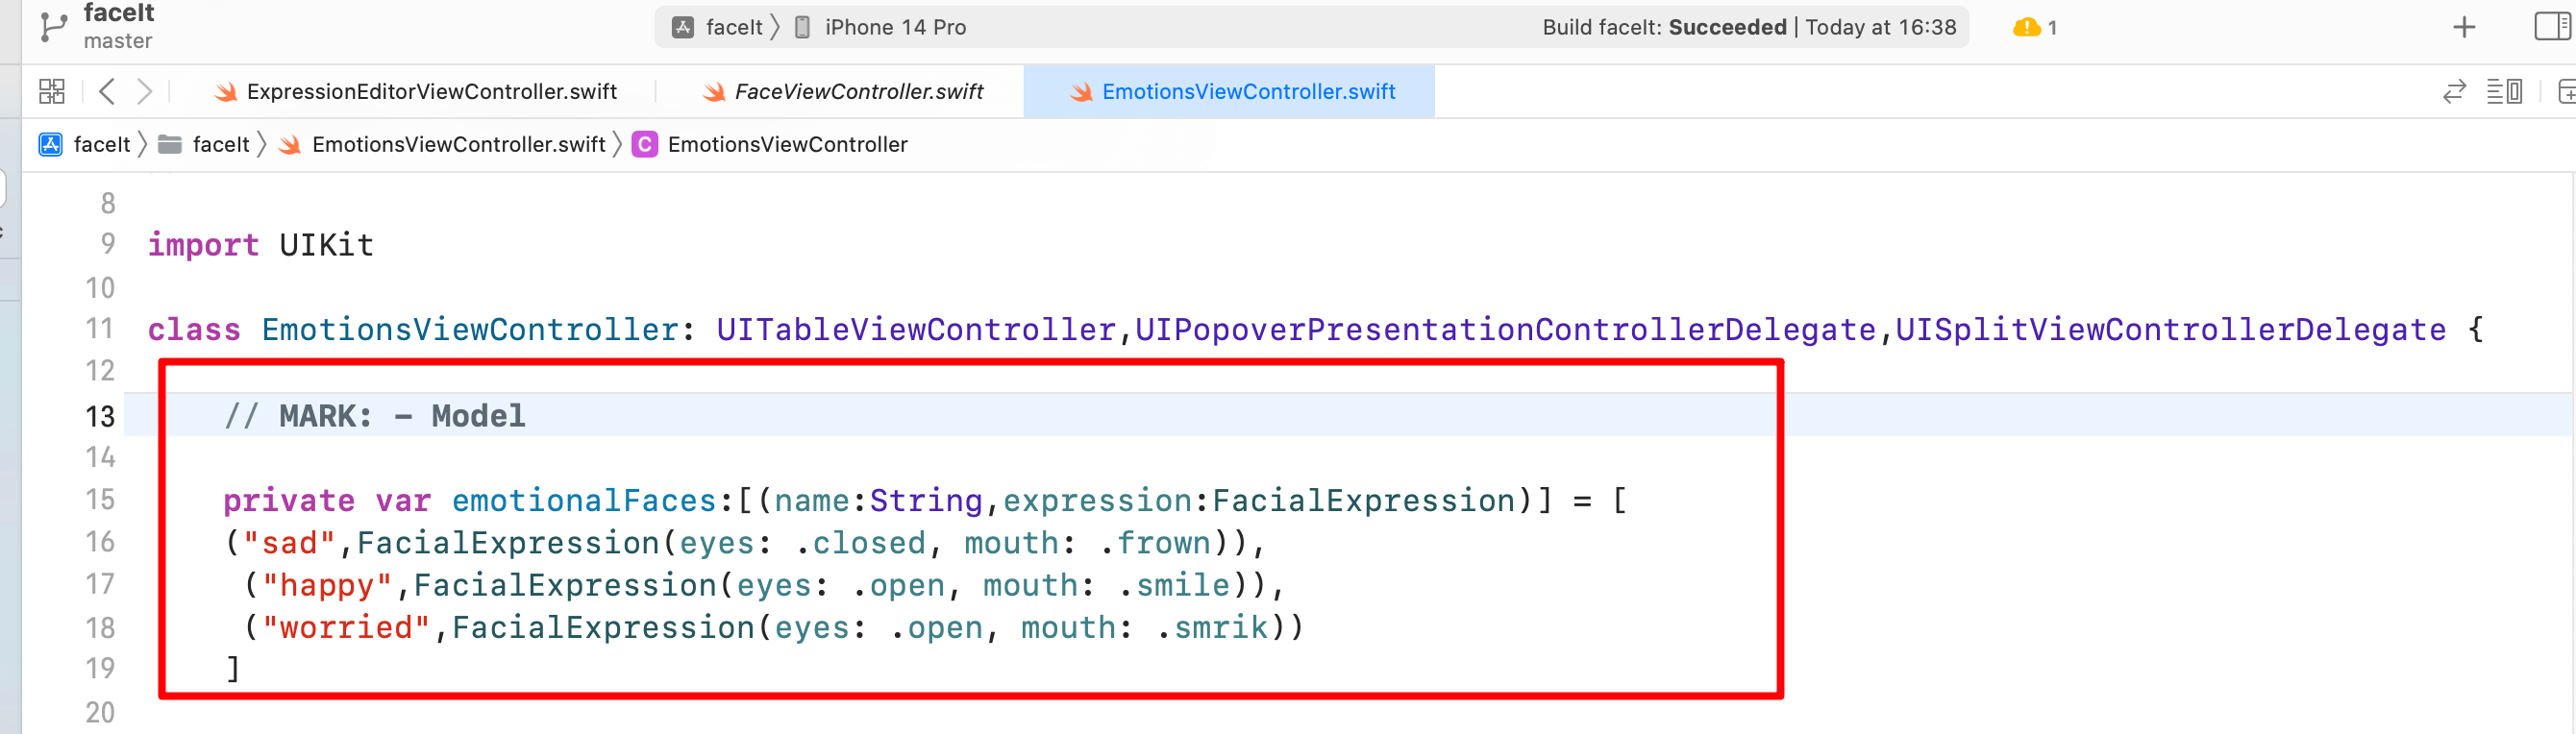 faceIt
master
faceIt 〉 iPhone 14 Pro
Build faceIt: Succeeded | Today at 16:38
1
ExpressionEditorViewController.swift
FaceViewController.swift
EmotionsViewController.swift
faceIt 〉 faceIt 〉 EmotionsViewController.swift 〉 C EmotionsViewController
8
9 import UIKit
10
11 class EmotionsViewController: UITableViewController,UIPopoverPresentationControllerDelegate,UISplitViewControllerDelegate {
12
13 // MARK: - Model
14
15 private var emotionalFaces:[(name:String,expression:FacialExpression)] = [
16 ("sad",FacialExpression(eyes: .closed, mouth: .frown)),
17 ("happy",FacialExpression(eyes: .open, mouth: .smile)),
18 ("worried",FacialExpression(eyes: .open, mouth: .smrik))
19 ]
20